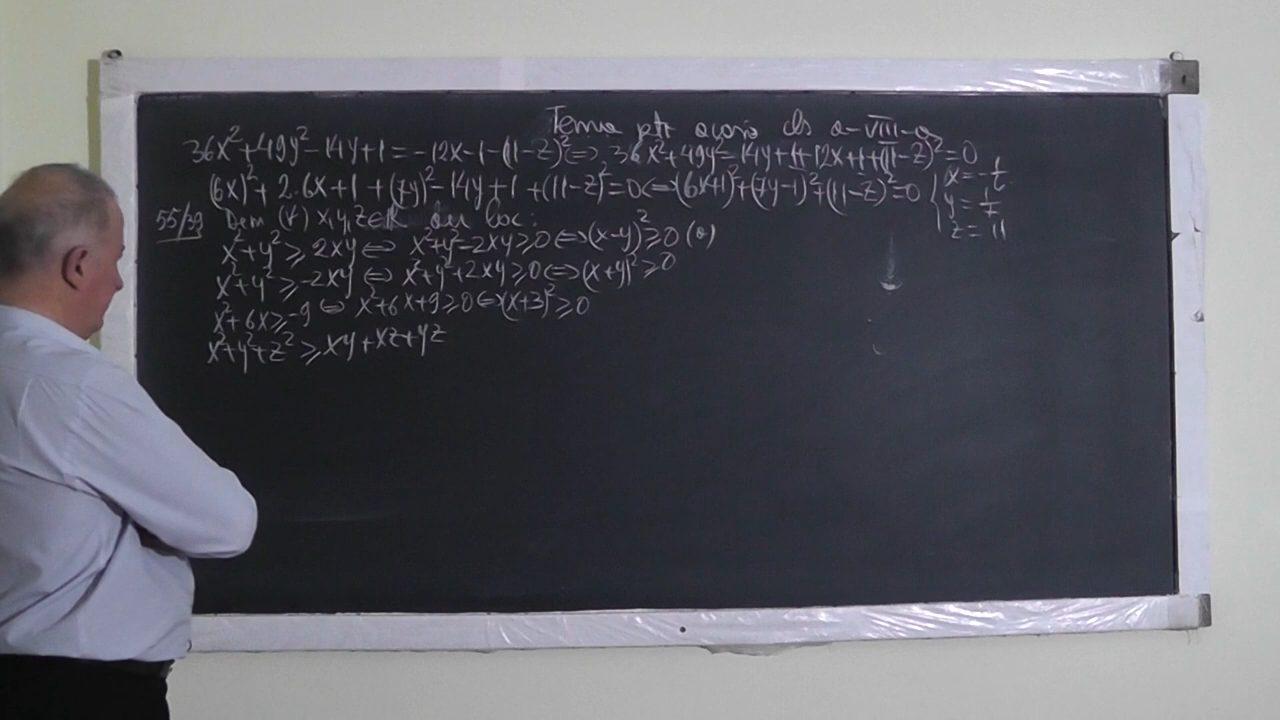 Tema ptr acasă cls a-VIII-a
36x²+49y²-14y+1=-12x-1-(11-z)²⇔36x²+49y²-14y+1+12x+1+(11-z)²=0
(6x)²+2·6x+1+(7y)²-14y+1+(11-z)²=0⇔(6x+1)²+(7y-1)²+(11-z)²=0 { x=-1/6
y=1/7
z=11
55/39 Dem (∀) x,y,z∈R au loc:
x²+y²≥2xy⇔x²+y²-2xy≥0⇔(x-y)²≥0 (a)
x²+y²≥-2xy⇔x²+y²+2xy≥0⇔(x+y)²≥0
x²+6x≥-9⇔x²+6x+9≥0⇔(x+3)²≥0
x²+y²+z²≥xy+xz+yz